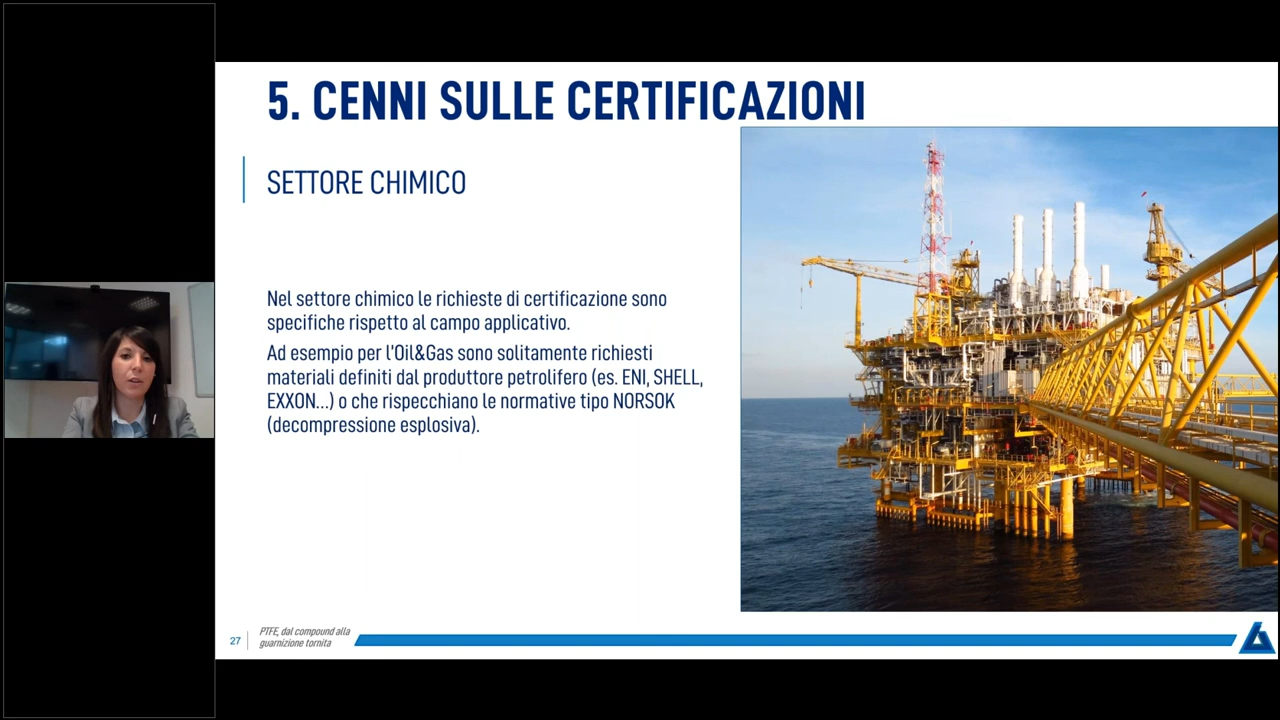 5. CENNI SULLE CERTIFICAZIONI
SETTORE CHIMICO
Nel settore chimico le richieste di certificazione sono
specifiche rispetto al campo applicativo.
Ad esempio per l'Oil&Gas sono solitamente richiesti
materiali definiti dal produttore petrolifero (es. ENI, SHELL,
EXXON...) o che rispecchiano le normative tipo NORSOK
(decompressione esplosiva).
27
PTFE, dal compound alla
guarnizione tornita